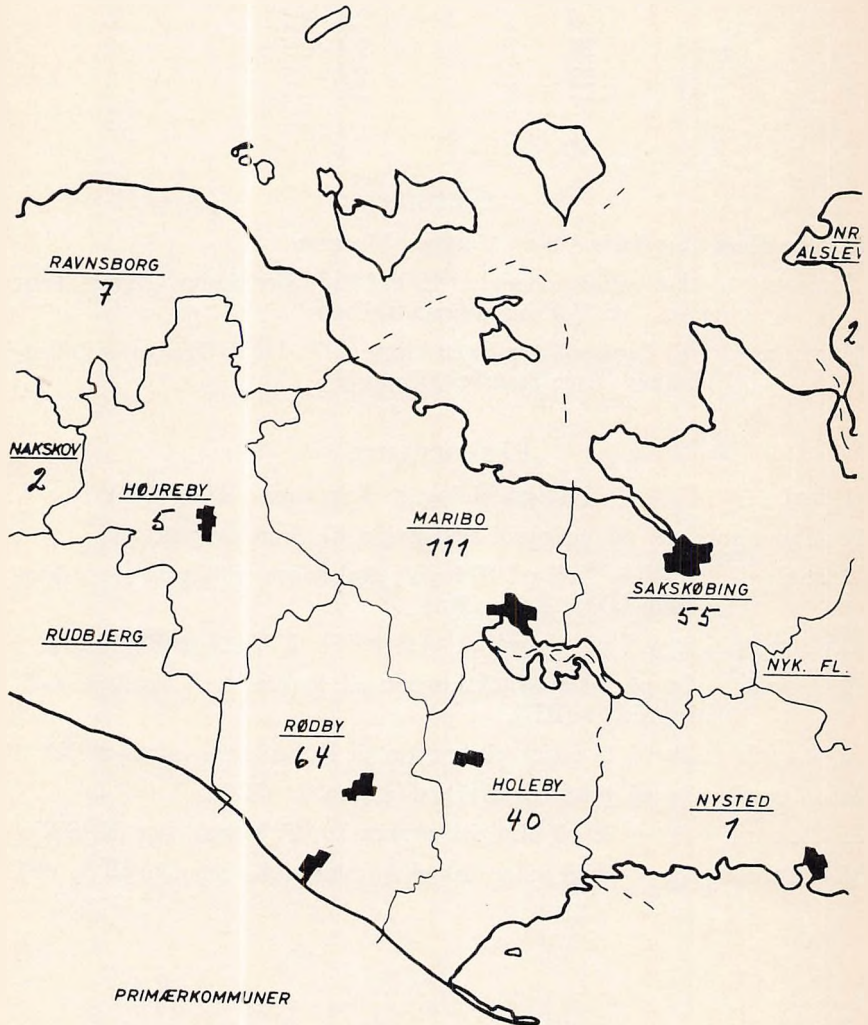 NR.
ALSLEV
2
RAVNSBORG
7
NAKSKOV
2
HØJREBY
5
MARIBO
111
SAKSKØBING
55
RUDBJERG
NYK. FL.
RØDBY
64
HOLEBY
40
NYSTED
1
PRIMÆRKOMMUNER